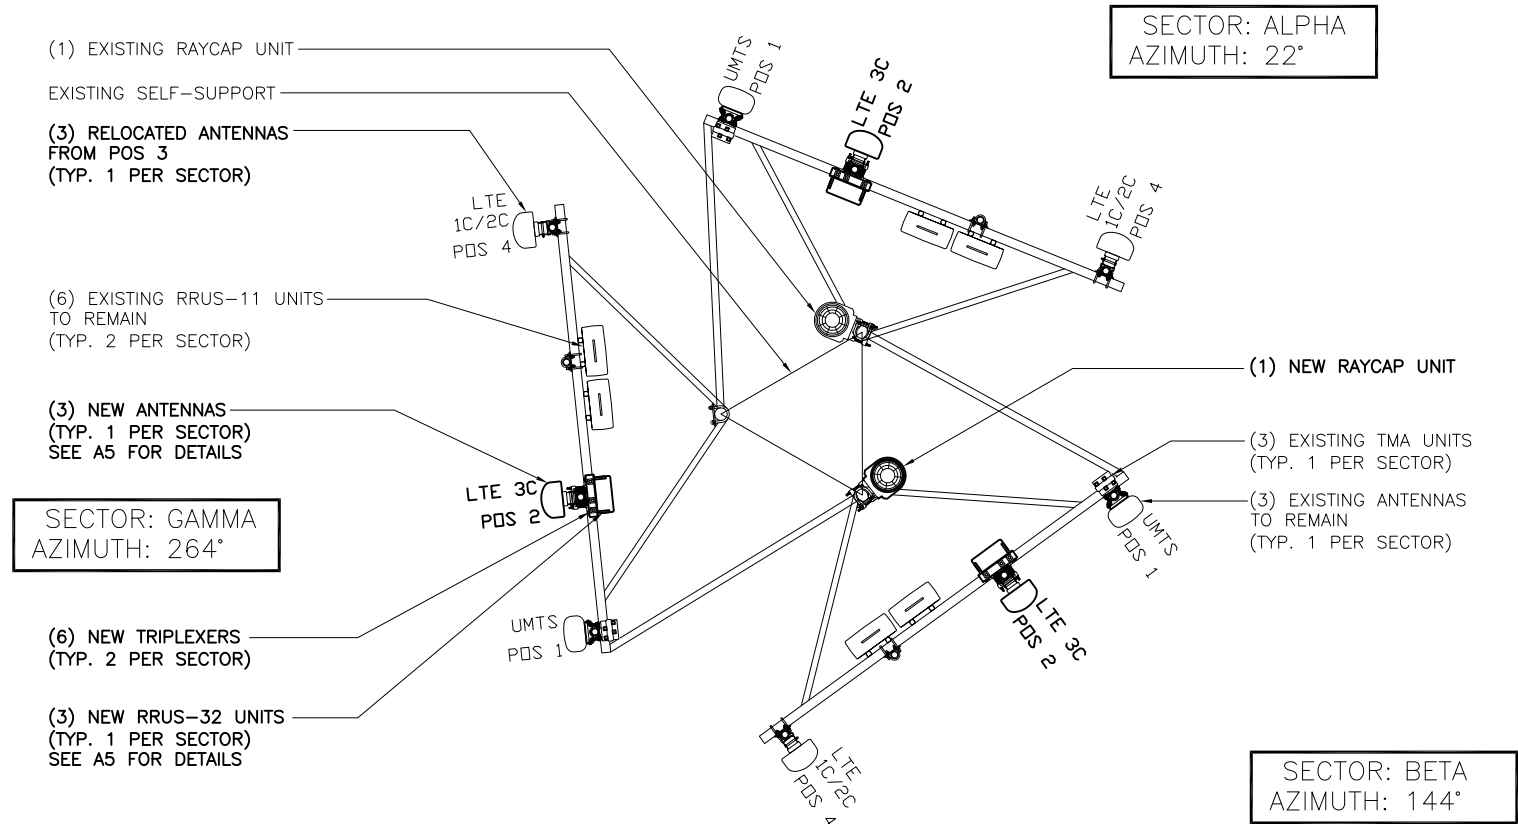 (1) EXISTING RAYCAP UNIT
EXISTING SELF-SUPPORT
(3) RELOCATED ANTENNAS
FROM POS 3
(TYP. 1 PER SECTOR)
(6) EXISTING RRUS-11 UNITS
TO REMAIN
(TYP. 2 PER SECTOR)
(3) NEW ANTENNAS
(TYP. 1 PER SECTOR)
SEE A5 FOR DETAILS
SECTOR: GAMMA
AZIMUTH: 264°
(6) NEW TRIPLEXERS
(TYP. 2 PER SECTOR)
(3) NEW RRUS-32 UNITS
(TYP. 1 PER SECTOR)
SEE A5 FOR DETAILS
LTE
1C/2C
POS 4
LTE 3C
POS 2
UMTS
POS 1
UMTS
POS 1
LTE 3C
POS 2
LTE
1C/2C
POS 4
SECTOR: ALPHA
AZIMUTH: 22°
(1) NEW RAYCAP UNIT
(3) EXISTING TMA UNITS
(TYP. 1 PER SECTOR)
(3) EXISTING ANTENNAS
TO REMAIN
(TYP. 1 PER SECTOR)
UMTS
POS 1
LTE 3C
POS 2
LTE
1C/2C
POS 4
SECTOR: BETA
AZIMUTH: 144°